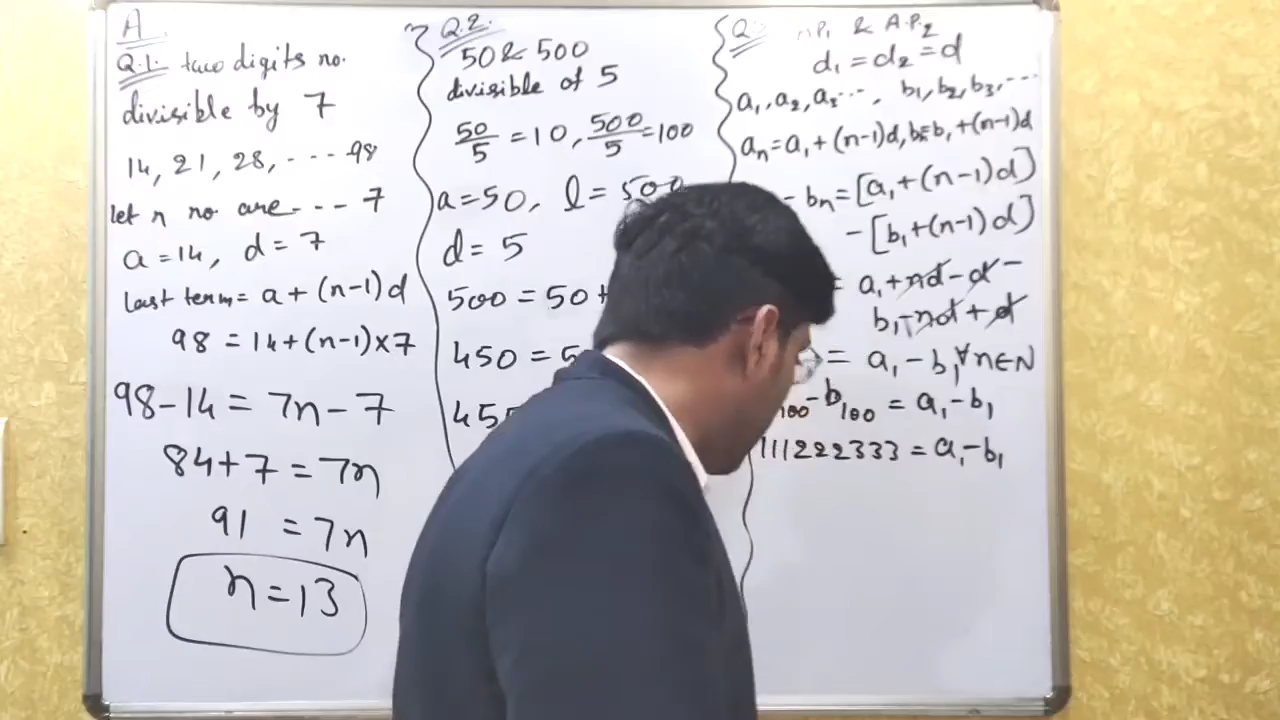 A
Q.1. two digits no.
divisible by 7
14, 21, 28, - - - - 98
let n no are - - - 7
a = 14, d = 7
last term = a + (n-1)d
98 = 14+(n-1)×7
98-14 = 7n-7
84+7 = 7n
91 = 7n
n=13
Q.2.
50 & 500
divisible of 5
50/5 = 10, 500/5 = 100
a=50, l=500
d = 5
500 = 50+
450 = 5
455
Q A.P.1 & A.P.2
d1 = d2 = d
a1, a2, a3..., b1, b2, b3, ...
an=a1+(n-1)d, bn=b1+(n-1)d
- bn = [a1+(n-1)d]
-[b1+(n-1)d]
= a1+nd-d-
b1-nd+d
= a1-b1 ∀n∈N
100-b100 = a1-b1
111222333 = a1-b1